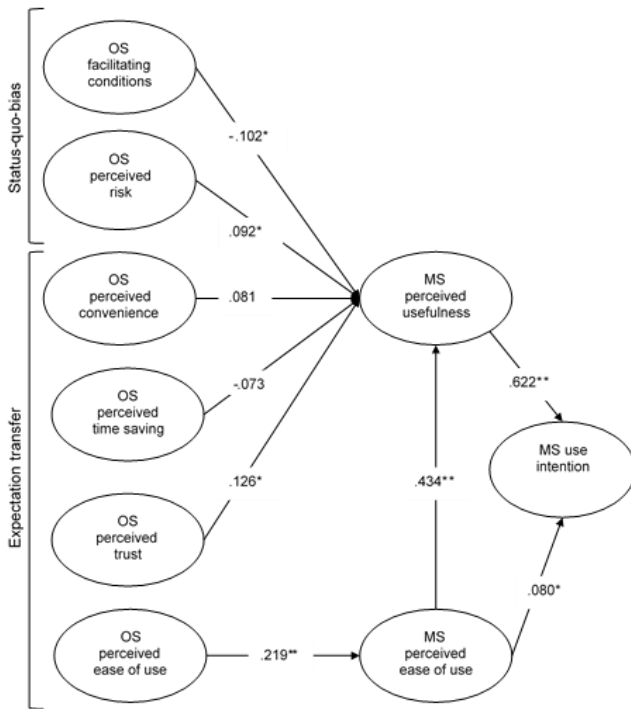 Status-quo-bias
OS
facilitating
conditions
-.102*
OS
perceived
risk
.092*
Expectation transfer
OS
perceived
convenience
.081
MS
perceived
usefulness
OS
perceived
time saving
-.073
.622**
MS use
intention
OS
perceived
trust
.126*
.434**
.080*
OS
perceived
ease of use
.219**
MS
perceived
ease of use